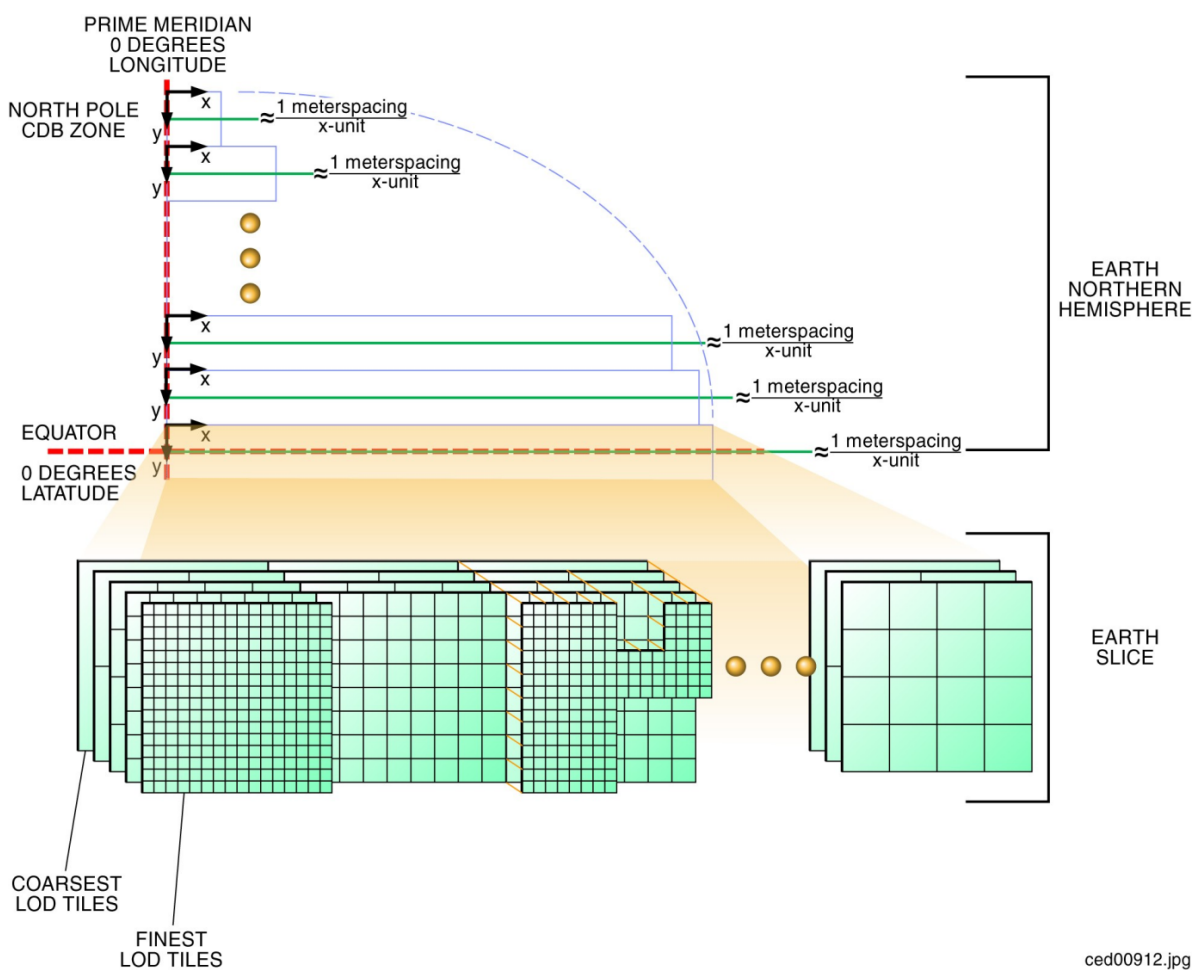 PRIME MERIDIAN
0 DEGREES
LONGITUDE
NORTH POLE
CDB ZONE
x
y
≈ 1 meterspacing
x-unit
x
y
≈ 1 meterspacing
x-unit
EARTH
NORTHERN
HEMISPHERE
x
y
≈ 1 meterspacing
x-unit
x
y
≈ 1 meterspacing
x-unit
EQUATOR
x
y
≈ 1 meterspacing
x-unit
0 DEGREES
LATATUDE
EARTH
SLICE
COARSEST
LOD TILES
FINEST
LOD TILES
ced00912.jpg